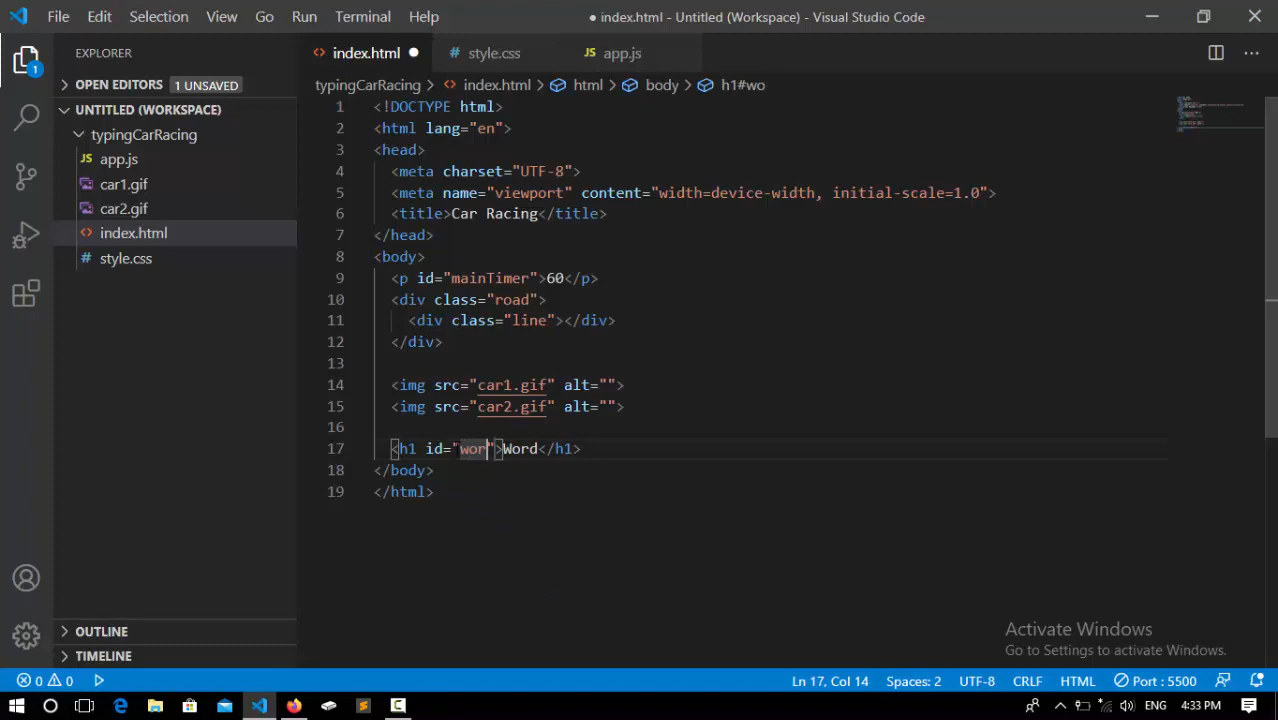 File Edit Selection View Go Run Terminal Help ● index.html - Untitled (Workspace) - Visual Studio Code
EXPLORER
index.html
style.css
JS app.js
1
OPEN EDITORS 1 UNSAVED
typingCarRacing > index.html > html > body > h1#wo
UNTITLED (WORKSPACE)
typingCarRacing
JS app.js
car1.gif
car2.gif
index.html
style.css
1 <!DOCTYPE html>
2 <html lang="en">
3 <head>
4 <meta charset="UTF-8">
5 <meta name="viewport" content="width=device-width, initial-scale=1.0">
6 <title>Car Racing</title>
7 </head>
8 <body>
9 <p id="mainTimer">60</p>
10 <div class="road">
11 <div class="line"></div>
12 </div>
13
14 <img src="car1.gif" alt="">
15 <img src="car2.gif" alt="">
16
17 <h1 id="wor">Word</h1>
18 </body>
19 </html>
OUTLINE
TIMELINE
Activate Windows
Go to Settings to activate Windows.
0 0 Ln 17, Col 14 Spaces: 2 UTF-8 CRLF HTML Port : 5500
ENG 4:33 PM